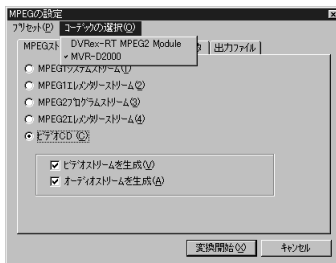 MPEGの設定
プリセット(P) コーデックの選択(O)
DVRex-RT MPEG2 Module
✓MVR-D2000
MPEGスト
出力ファイル
MPEG1システムストリーム(1)
MPEG1エレメンタリーストリーム(2)
MPEG2プログラムストリーム(3)
MPEG2エレメンタリーストリーム(4)
ビデオCD (C)
ビデオストリームを生成(V)
オーディオストリームを生成(A)
変換開始(X) キャンセル